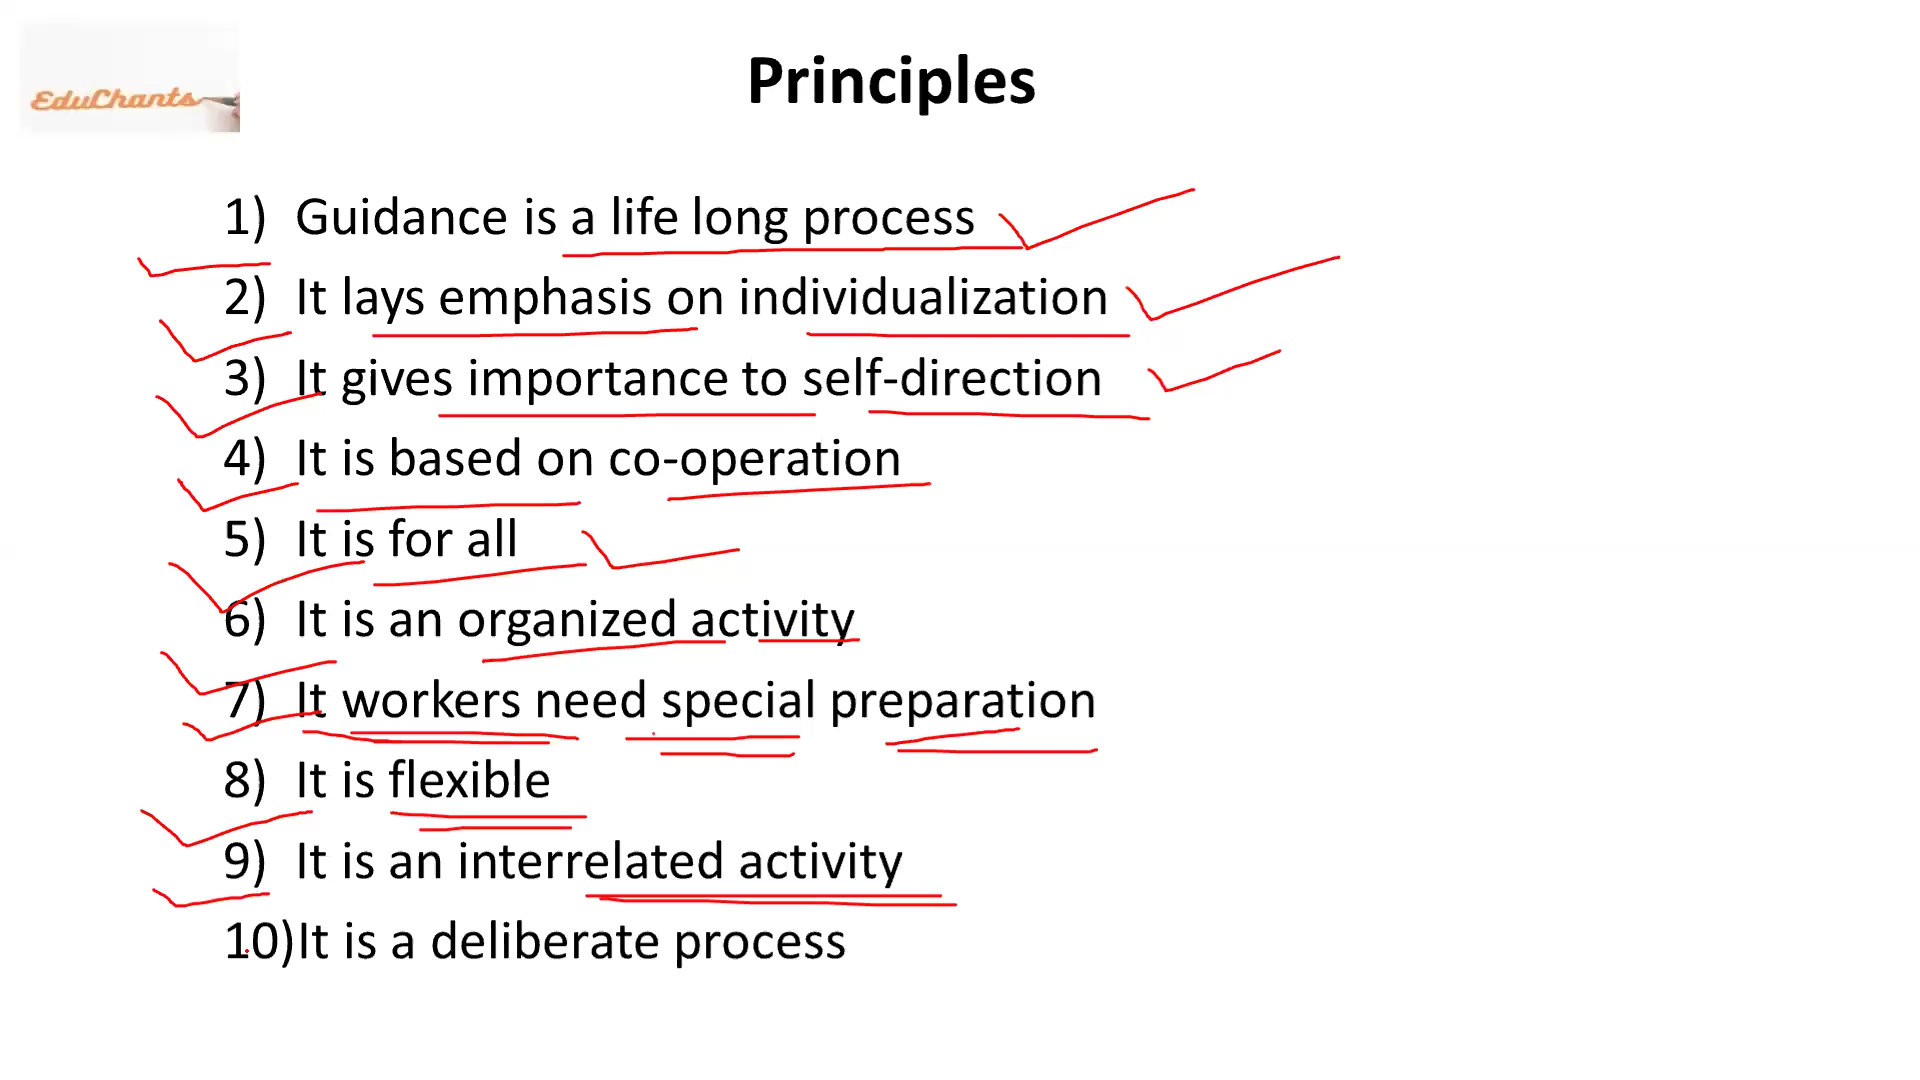 EduChants
Principles
1) Guidance is a life long process
2) It lays emphasis on individualization
3) It gives importance to self-direction
4) It is based on co-operation
5) It is for all
6) It is an organized activity
7) It workers need special preparation
8) It is flexible
9) It is an interrelated activity
10)It is a deliberate process